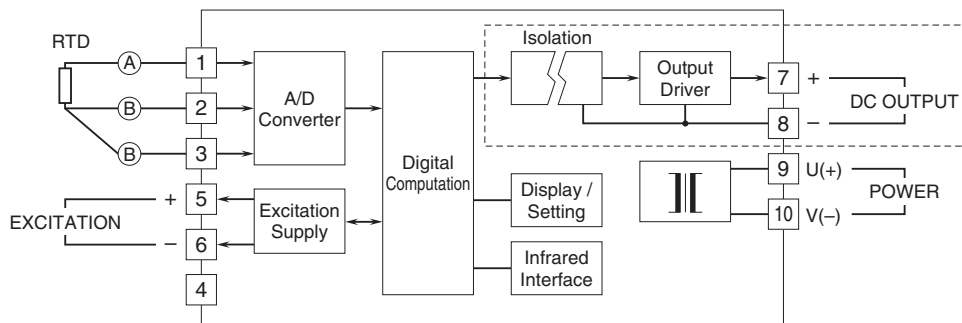 RTD
A
B
B
1
2
3
A/D
Converter
EXCITATION
+
−
5
6
4
Excitation
Supply
Digital
Computation
Isolation
Output
Driver
Display /
Setting
Infrared
Interface
7
8
+
−
DC OUTPUT
9
10
U(+)
V(−)
POWER